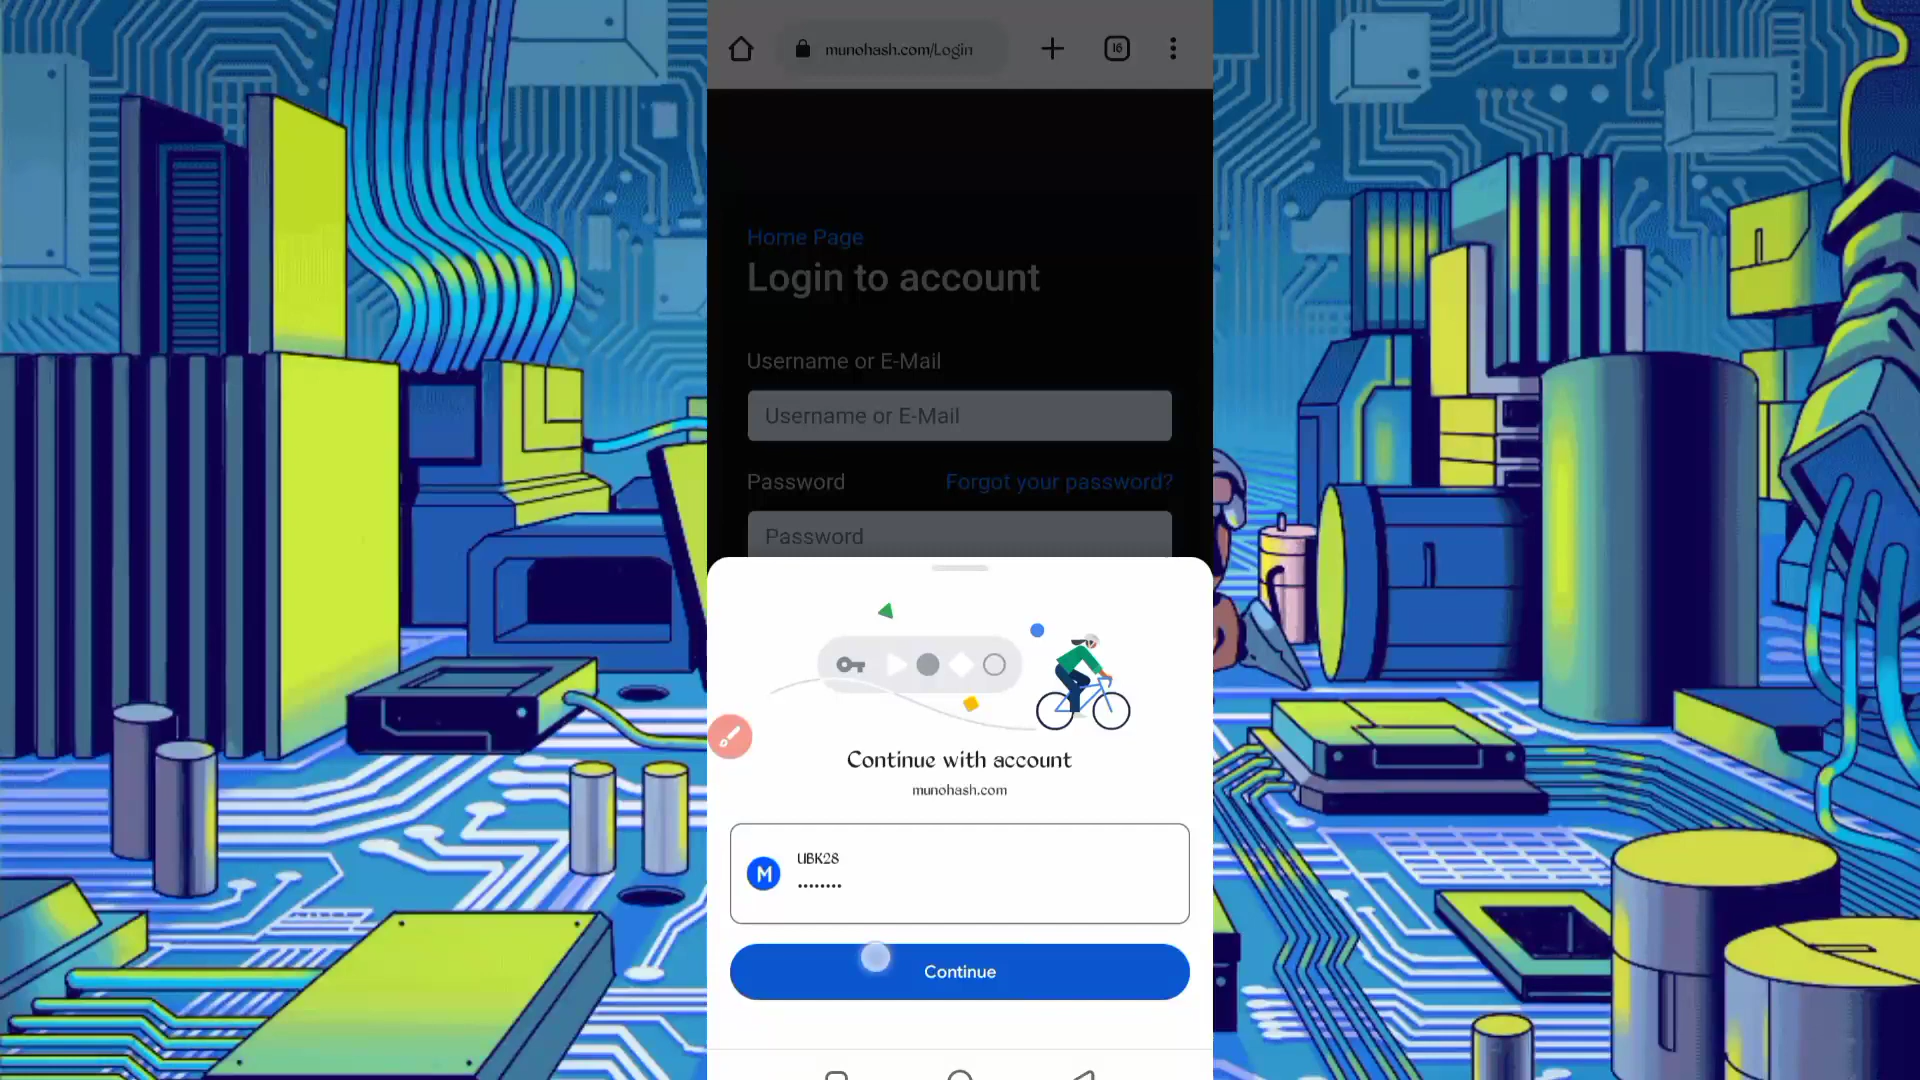 munohash.com/Login
16
Home Page
Login to account
Username or E-Mail
Username or E-Mail
Password
Forgot your password?
Password
Continue with account
munohash.com
M
UBK28
••••••••
Continue